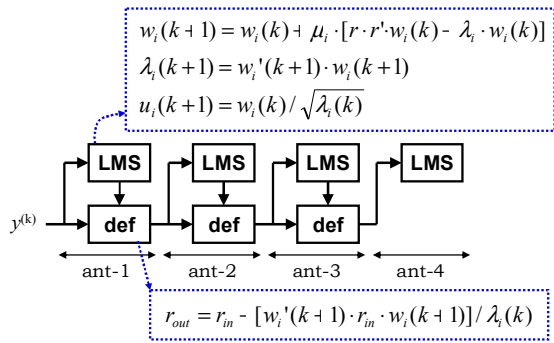 w_i(k+1) = w_i(k) + μ_i · [r · r' · w_i(k) - λ_i · w_i(k)]
λ_i(k+1) = w_i'(k+1) · w_i(k+1)
u_i(k+1) = w_i(k) / √λ_i(k)
LMS LMS LMS LMS
y^(k) def def def
ant-1 ant-2 ant-3 ant-4
r_out = r_in - [w_i'(k+1) · r_in · w_i(k+1)] / λ_i(k)